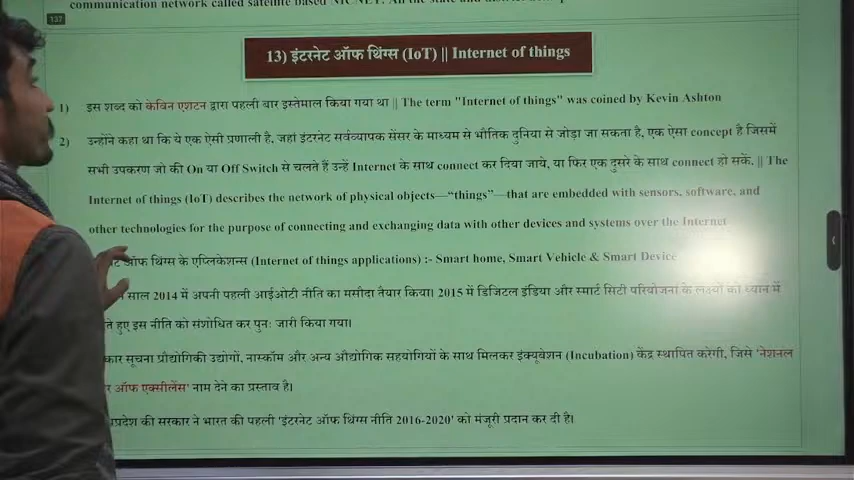 communication network called satellite based NICNET. All the state and
137
13) इंटरनेट ऑफ थिंग्स (IoT) || Internet of things
1) इस शब्द को केविन एशटन द्वारा पहली बार इस्तेमाल किया गया था || The term "Internet of things" was coined by Kevin Ashton
2) उन्होंने कहा था कि ये एक ऐसी प्रणाली है, जहां इंटरनेट सर्वव्यापक सेंसर के माध्यम से भौतिक दुनिया से जोड़ा जा सकता है, एक ऐसा concept है जिसमें
सभी उपकरण जो की On या Off Switch से चलते हैं उन्हें Internet के साथ connect कर दिया जाये, या फिर एक दुसरे के साथ connect हो सकें. || The
Internet of things (IoT) describes the network of physical objects—“things”—that are embedded with sensors, software, and
other technologies for the purpose of connecting and exchanging data with other devices and systems over the Internet
ऑफ थिंग्स के एप्लिकेशन्स (Internet of things applications) :- Smart home, Smart Vehicle & Smart Device
साल 2014 में अपनी पहली आईओटी नीति का मसौदा तैयार किया। 2015 में डिजिटल इंडिया और स्मार्ट सिटी परियोजना के लक्ष्यों को ध्यान में
हुए इस नीति को संशोधित कर पुनः जारी किया गया।
सूचना प्रौद्योगिकी उद्योगों, नास्कॉम और अन्य औद्योगिक सहयोगियों के साथ मिलकर इंक्यूबेशन (Incubation) केंद्र स्थापित करेगी, जिसे 'नेशनल
ऑफ एक्सीलेंस' नाम देने का प्रस्ताव है।
की सरकार ने भारत की पहली 'इंटरनेट ऑफ थिंग्स नीति 2016-2020' को मंजूरी प्रदान कर दी है।